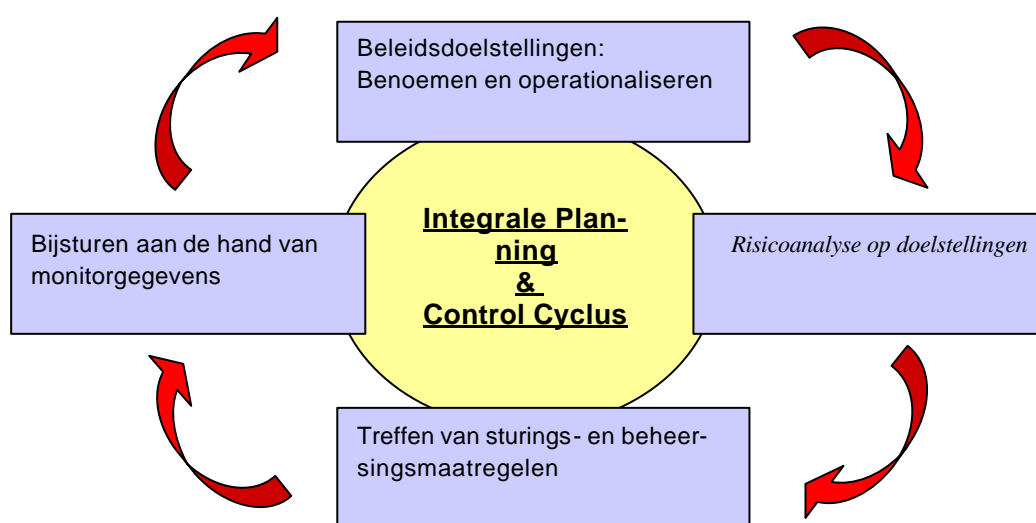 Beleidsdoelstellingen:
Benoemen en operationaliseren
Integrale Plan-
ning
&
Control Cyclus
Bijsturen aan de hand van
monitorgegevens
Risicoanalyse op doelstellingen
Treffen van sturings- en beheer-
singsmaatregelen